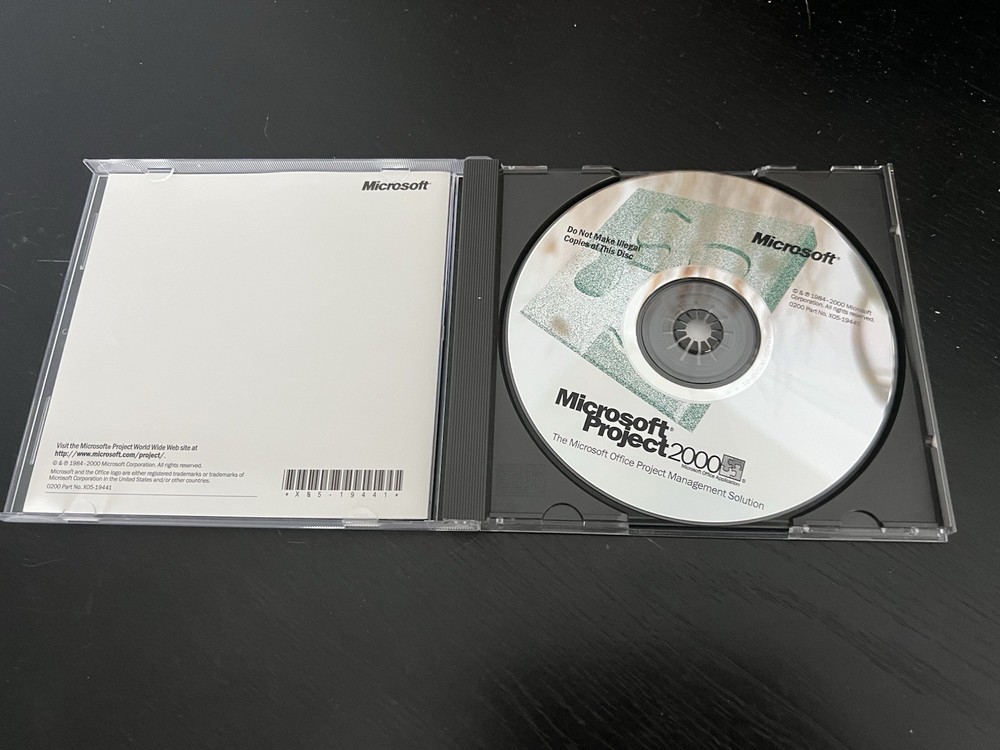 Microsoft
Visit the Microsoft® Project World Wide Web site at
http://www.microsoft.com/project/.
© & ℗ 1984–2000 Microsoft Corporation. All rights reserved.
Microsoft and the Office logo are either registered trademarks or trademarks of
Microsoft Corporation in the United States and/or other countries.
0200 Part No. X05-19441
*X05-19441*
Do Not Make Illegal
Copies of This Disc
Microsoft®
© & ℗ 1984–2000 Microsoft
Corporation. All rights reserved.
0200 Part No. X05-19441
Microsoft®
Project 2000
Microsoft Office Application®
The Microsoft Office Project Management Solution